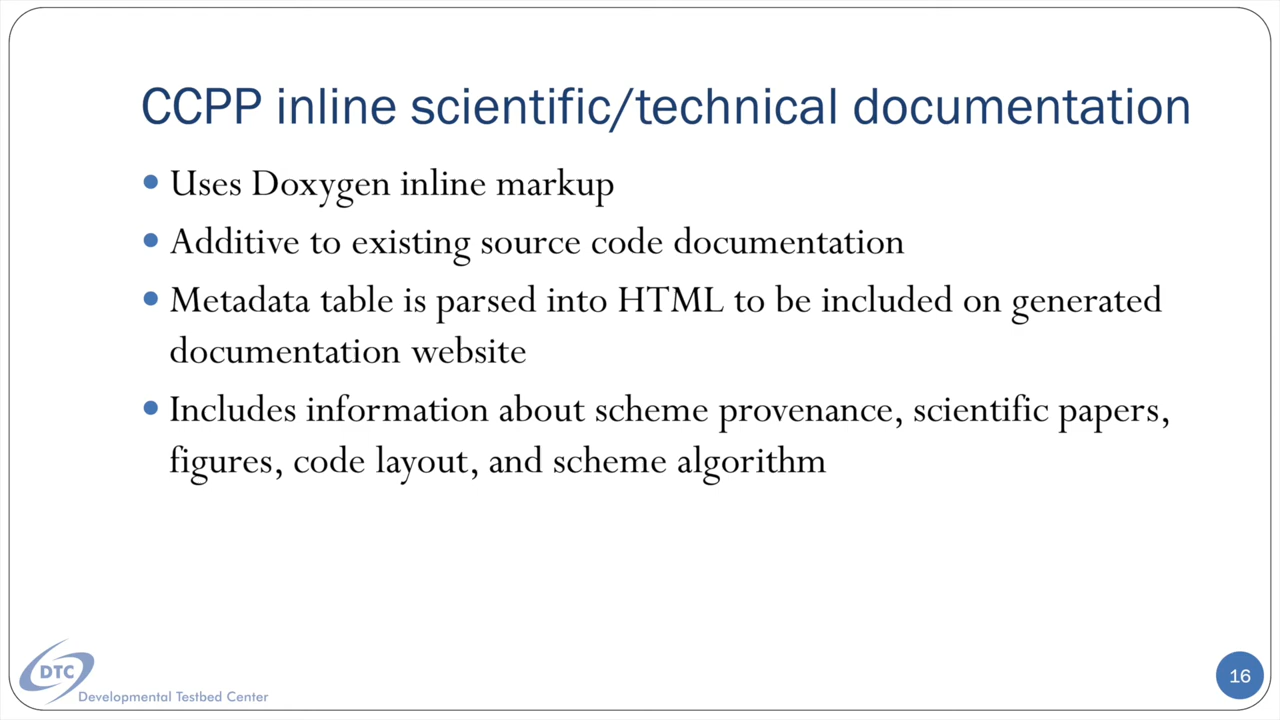 CCPP inline scientific/technical documentation
• Uses Doxygen inline markup
• Additive to existing source code documentation
• Metadata table is parsed into HTML to be included on generated
documentation website
• Includes information about scheme provenance, scientific papers,
figures, code layout, and scheme algorithm
DTC
Developmental Testbed Center
16